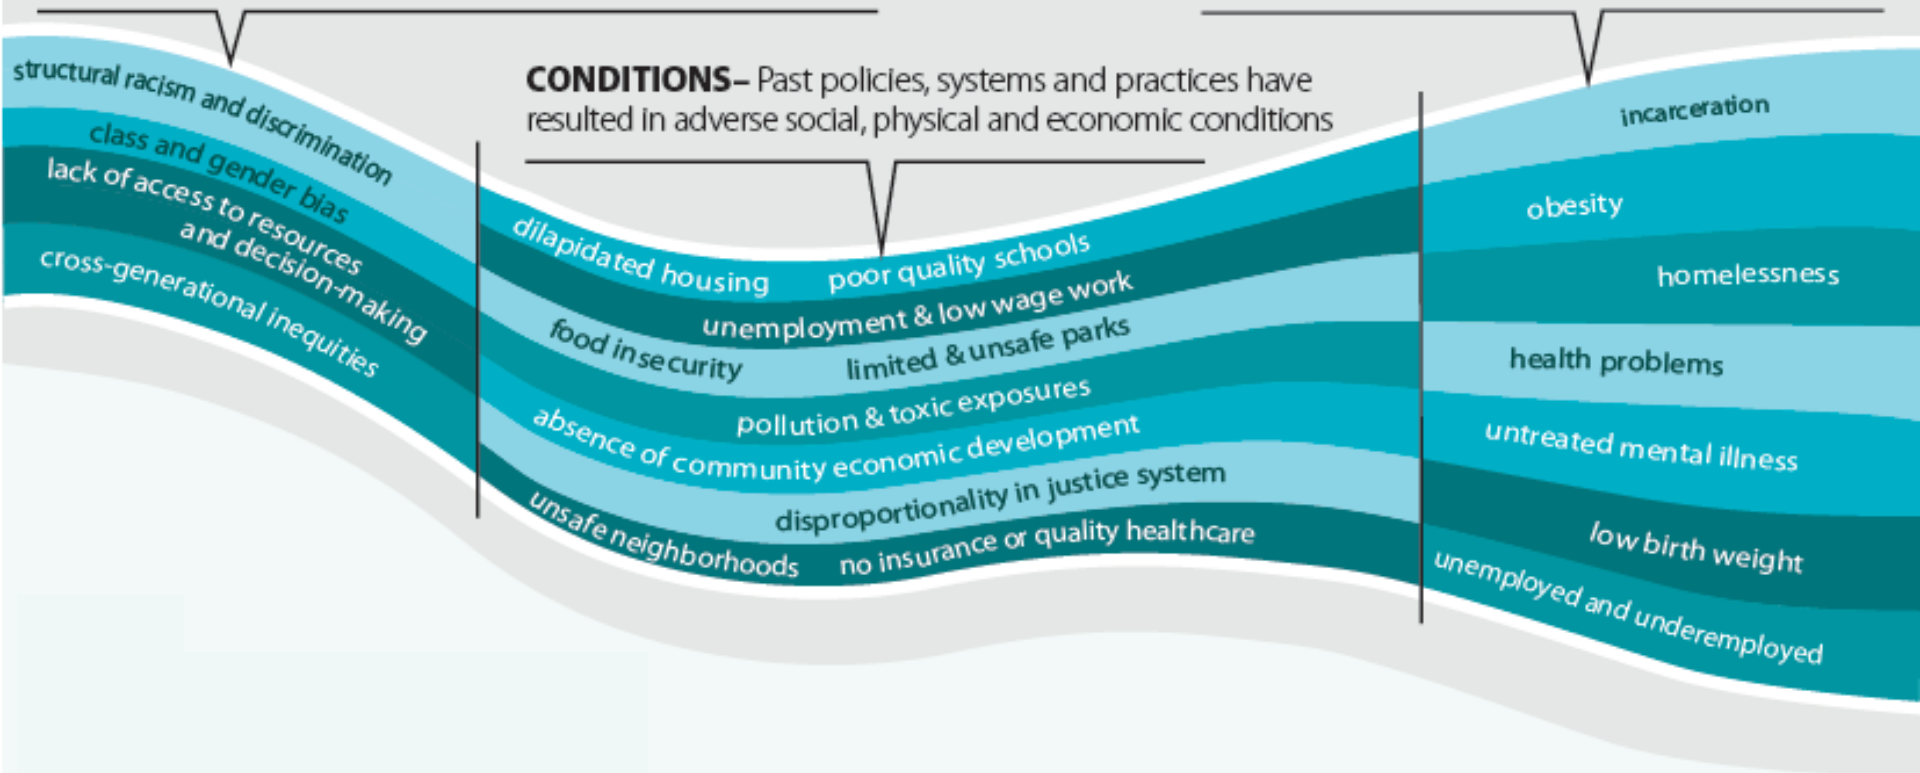 structural racism and discrimination
class and gender bias
lack of access to resources
and decision-making
cross-generational inequities
CONDITIONS– Past policies, systems and practices have
resulted in adverse social, physical and economic conditions
dilapidated housing
poor quality schools
unemployment & low wage work
food insecurity
limited & unsafe parks
pollution & toxic exposures
absence of community economic development
disproportionality in justice system
unsafe neighborhoods
no insurance or quality healthcare
incarceration
obesity
homelessness
health problems
untreated mental illness
low birth weight
unemployed and underemployed